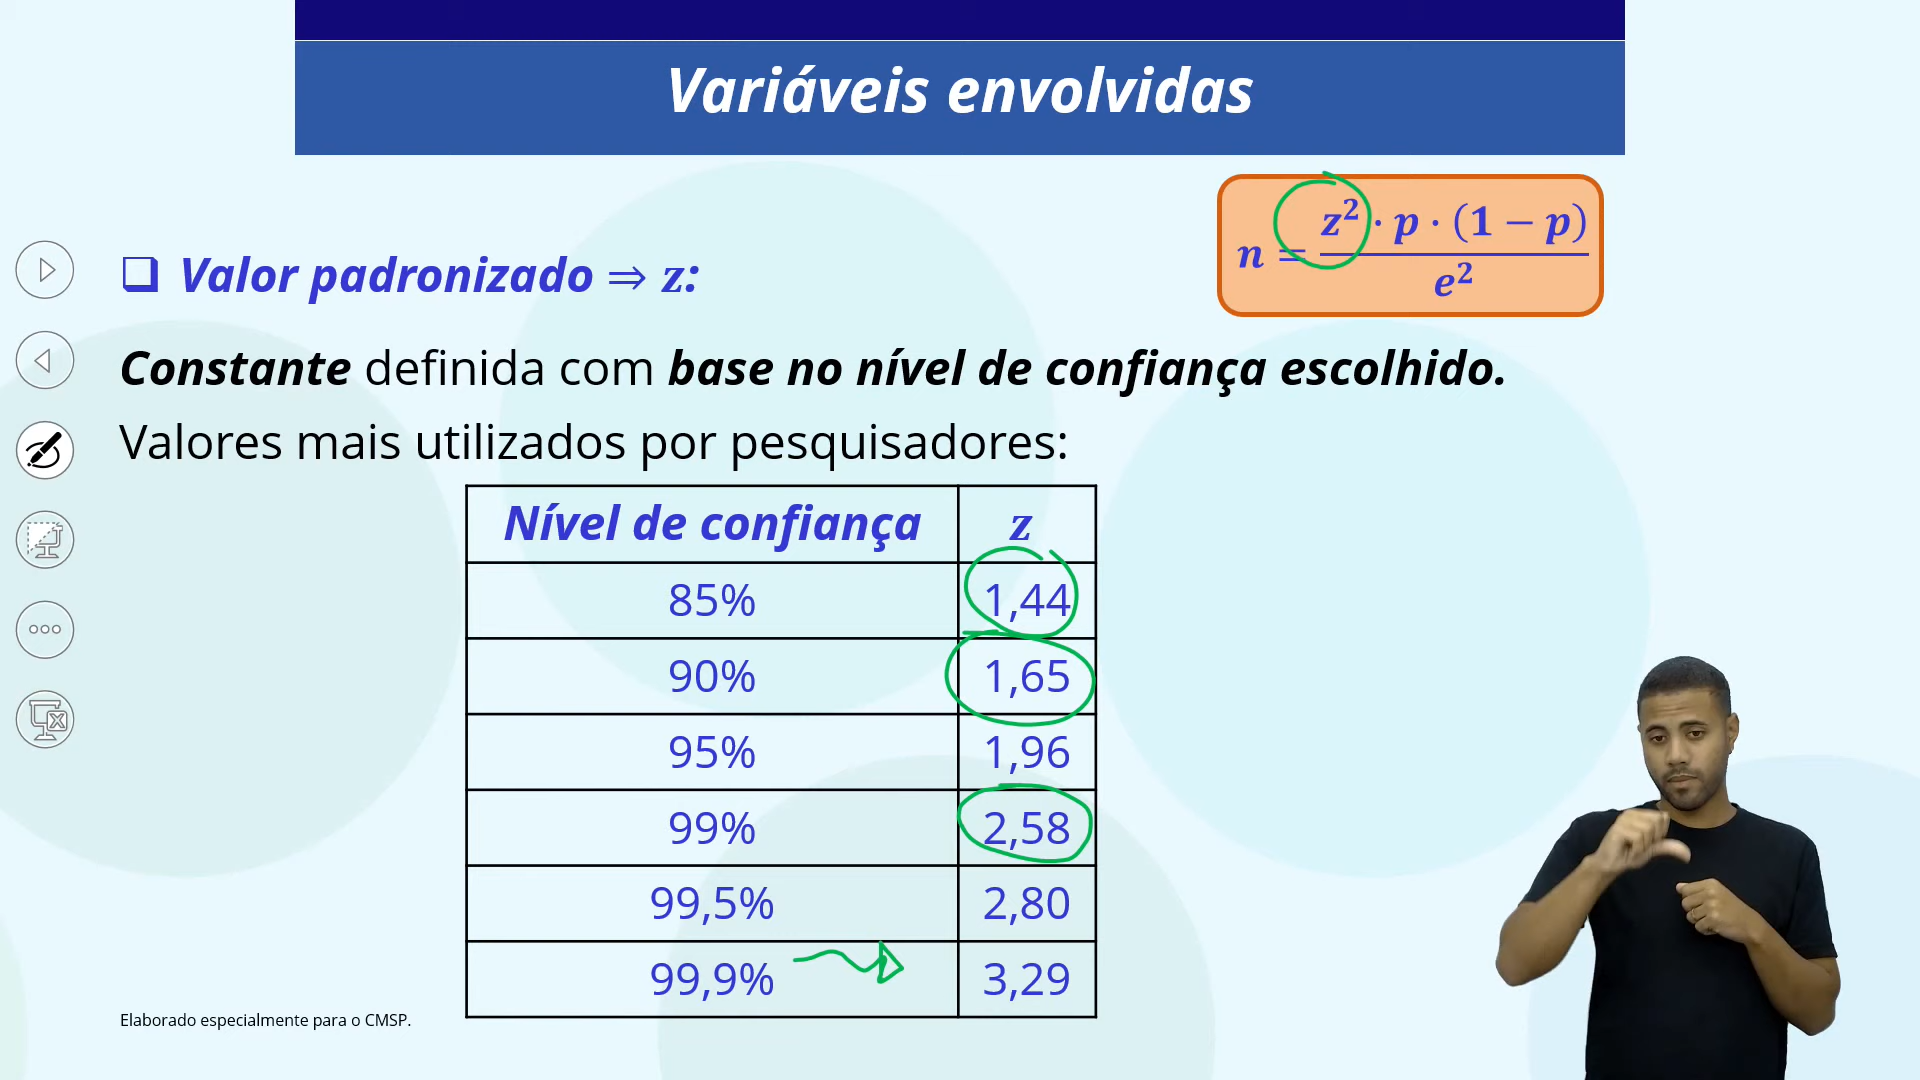 Variáveis envolvidas
n = z² · p · (1 − p) / e²
❑ Valor padronizado ⇒ z:
Constante definida com base no nível de confiança escolhido.
Valores mais utilizados por pesquisadores:
Nível de confiança z
85% 1,44
90% 1,65
95% 1,96
99% 2,58
99,5% 2,80
99,9% 3,29
Elaborado especialmente para o CMSP.